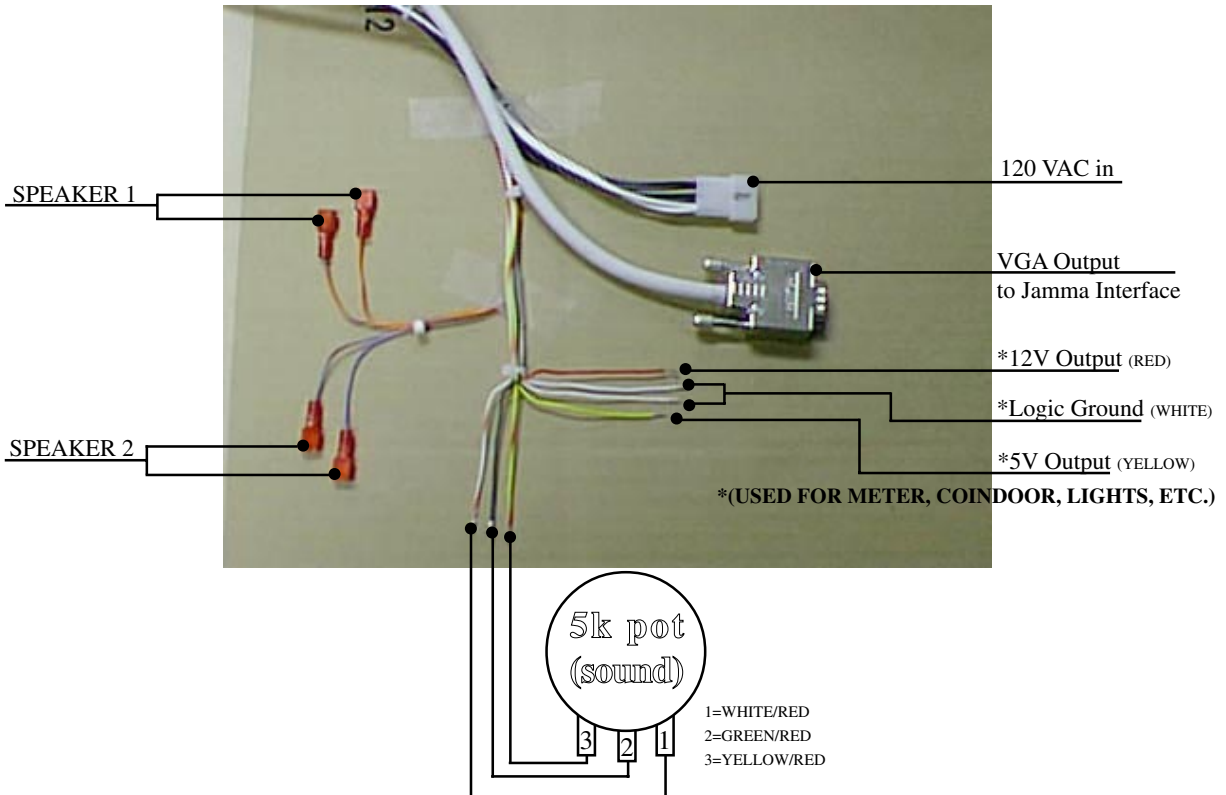 12
SPEAKER 1
120 VAC in
VGA Output
to Jamma Interface
*12V Output (RED)
*Logic Ground (WHITE)
SPEAKER 2
*5V Output (YELLOW)
*(USED FOR METER, COINDOOR, LIGHTS, ETC.)
5k pot
(sound)
1=WHITE/RED
2=GREEN/RED
3=YELLOW/RED
3 2 1